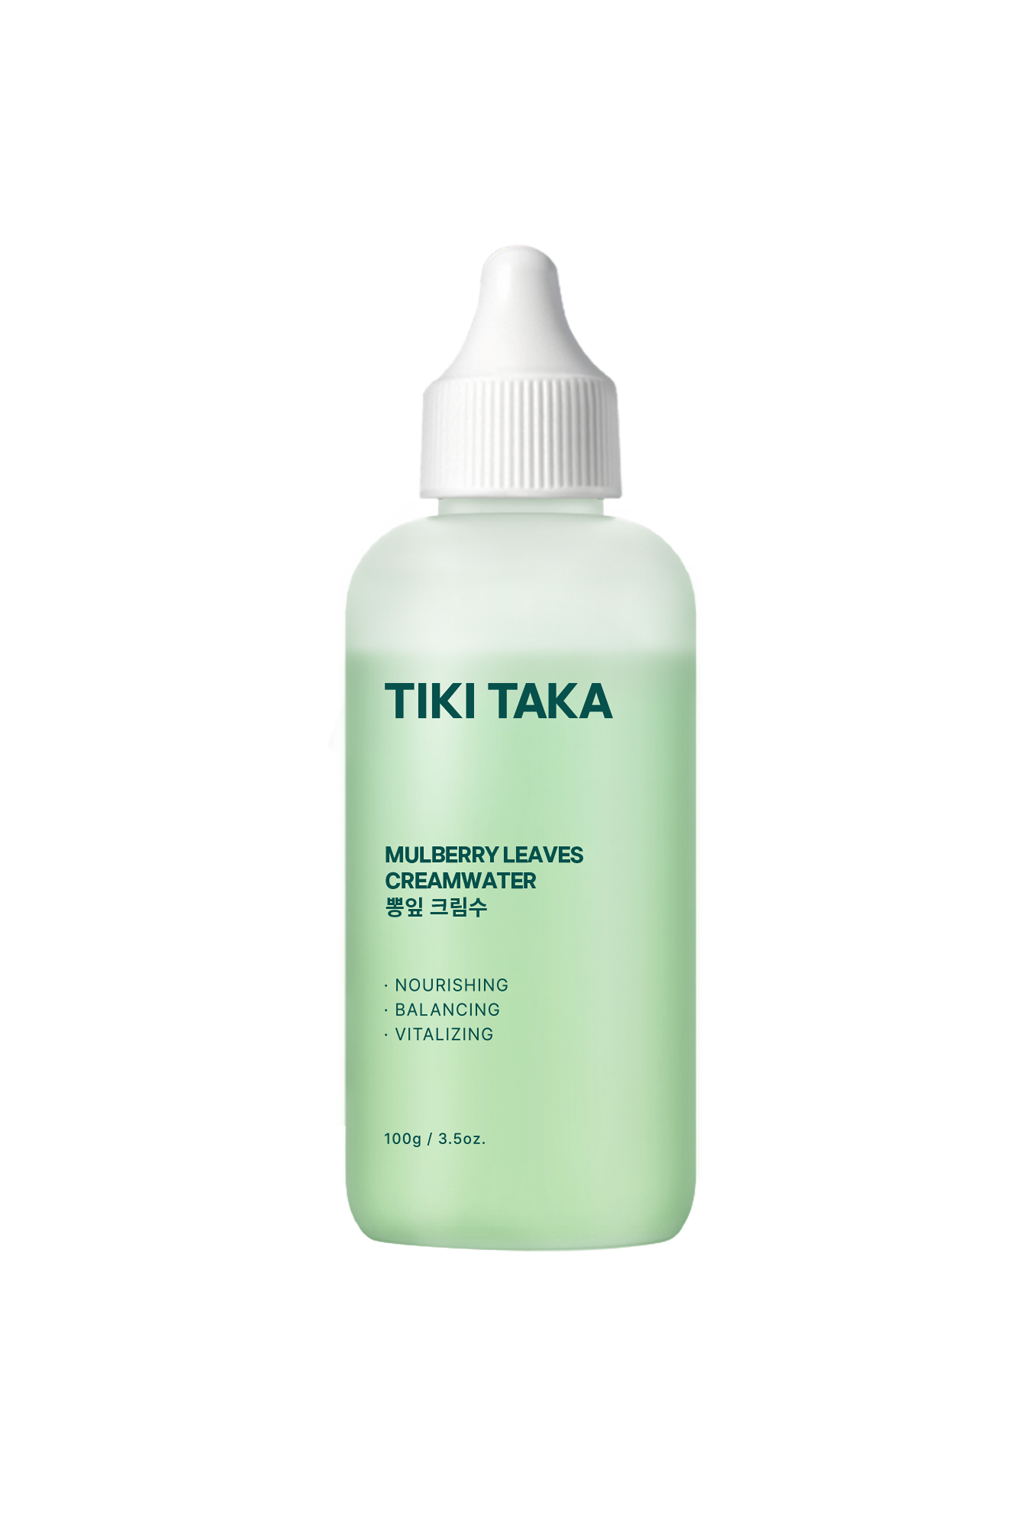 TIKI TAKA
MULBERRY LEAVES
CREAMWATER
뽕잎 크림수
· NOURISHING
· BALANCING
· VITALIZING
100g / 3.5oz.